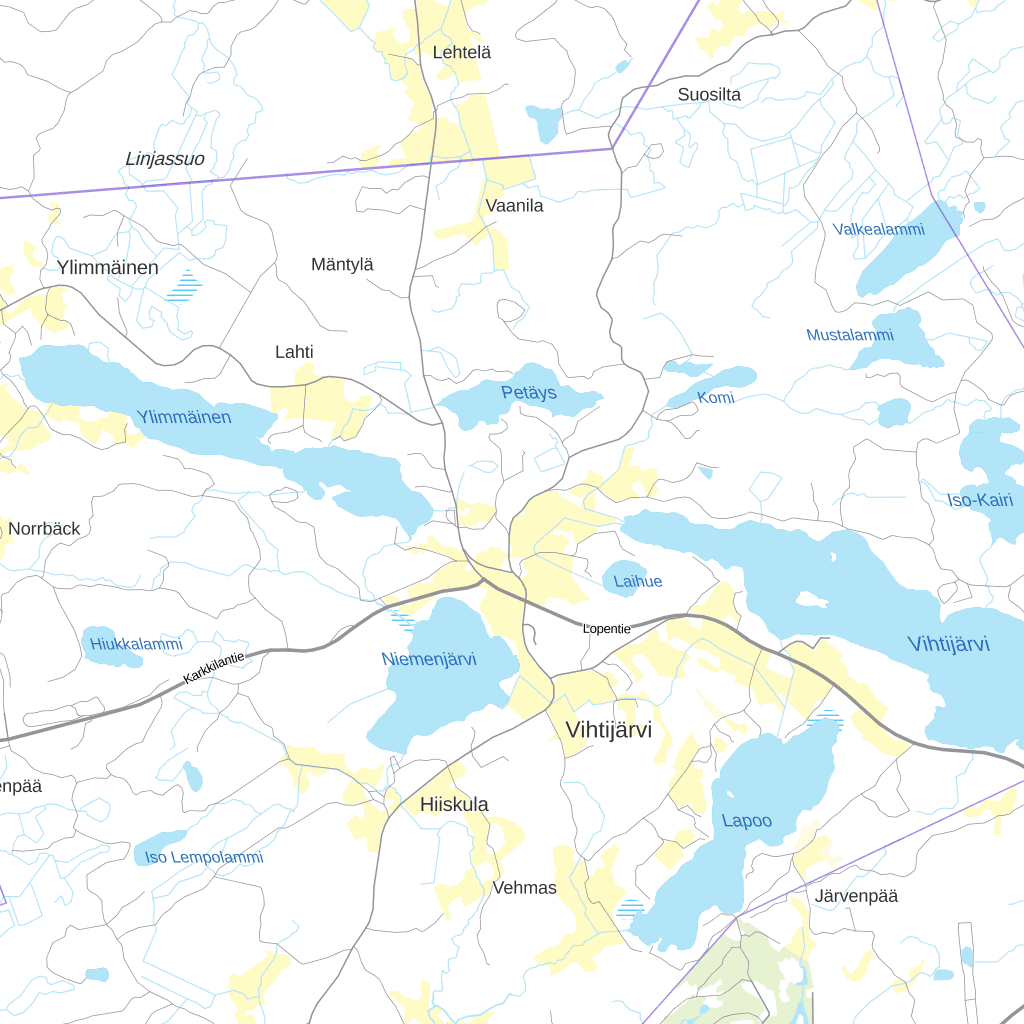 Lehtelä
Suosilta
Linjassuo
Vaanila
Valkealammi
Ylimmäinen
Mäntylä
Mustalammi
Lahti
Petäys
Komi
Ylimmäinen
Iso-Kairi
Norrbäck
Laihue
Lopentie
Hiukkalammi
Karkkilantie
Niemenjärvi
Vihtijärvi
Vihtijärvi
enpää
Hiiskula
Lapoo
Iso Lempolammi
Vehmas
Järvenpää